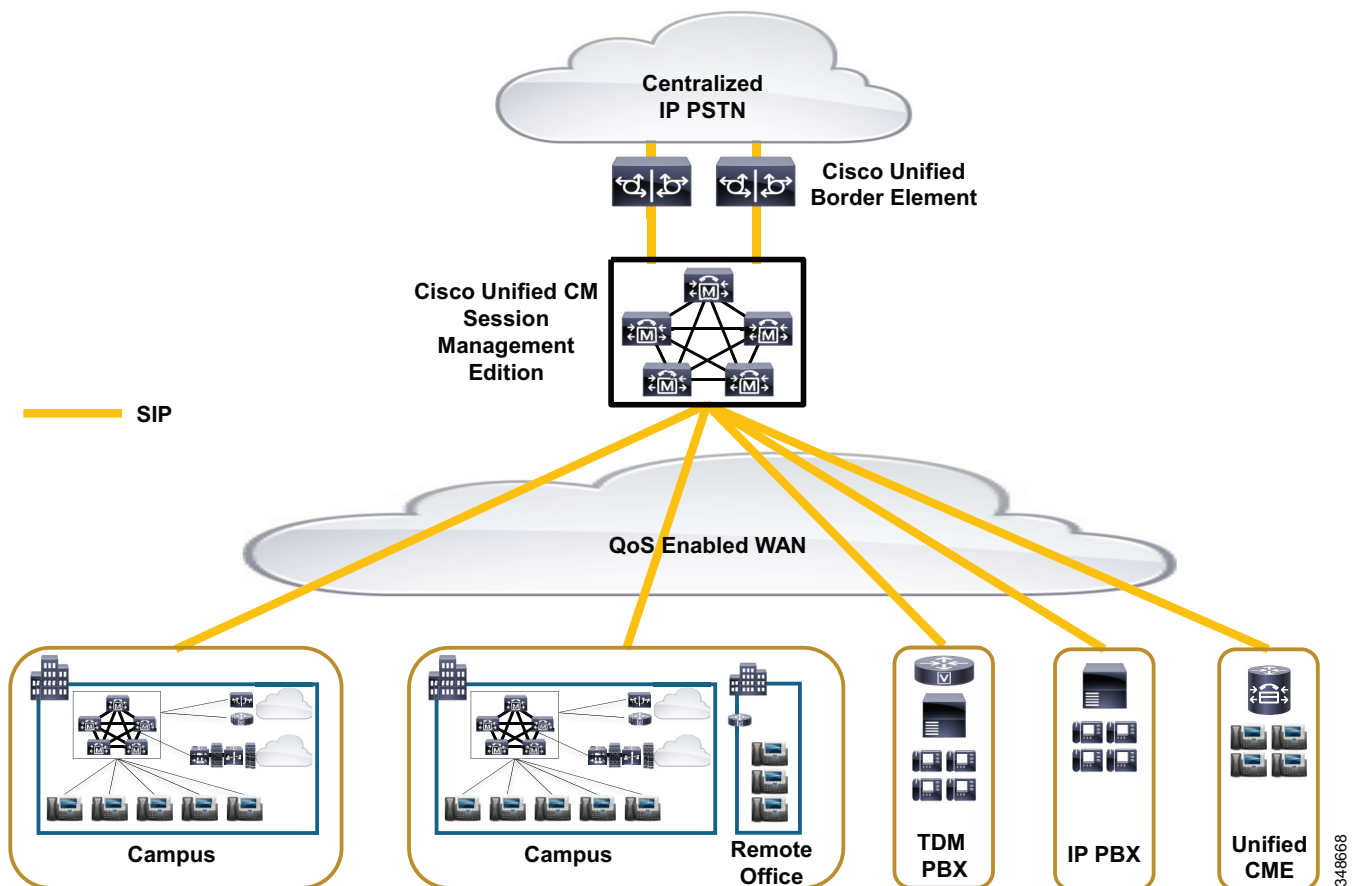 Centralized
IP PSTN
Cisco Unified
Border Element
Cisco Unified CM
Session
Management
Edition
M
M
M
M
M
SIP
QoS Enabled WAN
M
M
M
M
M
Campus
M
M
M
M
M
Campus
Remote
Office
V
TDM
PBX
IP PBX
Unified
CME
348668